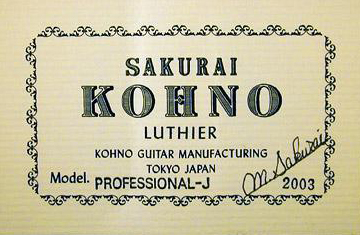 SAKURAI
KOHNO
LUTHIER
KOHNO GUITAR MANUFACTURING
TOKYO JAPAN
Model. PROFESSIONAL-J
M. Sakurai
2003